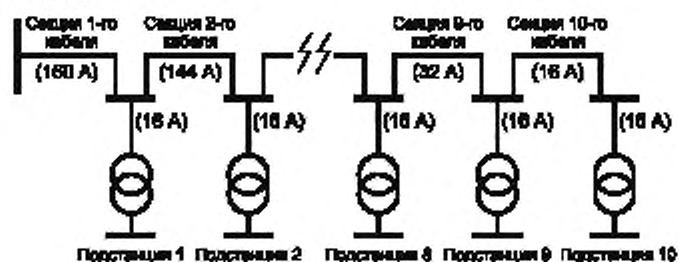 Секция 1-го кабеля
Секция 2-го кабеля
Секция 9-го кабеля
Секция 10-го кабеля
(160 А)
(144 А)
(32 А)
(16 А)
(16 А)
(16 А)
(16 А)
(16 А)
(16 А)
Подстанция 1
Подстанция 2
Подстанция 8
Подстанция 9
Подстанция 10